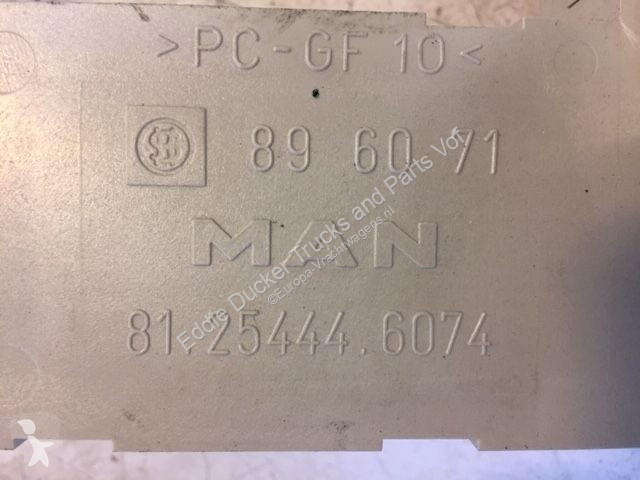 >PC-GF 10<
89 60 71
MAN
81.25444.6074
Eddie Ducker Trucks and Parts Vof
©Europa-Vrachtwagens.nl